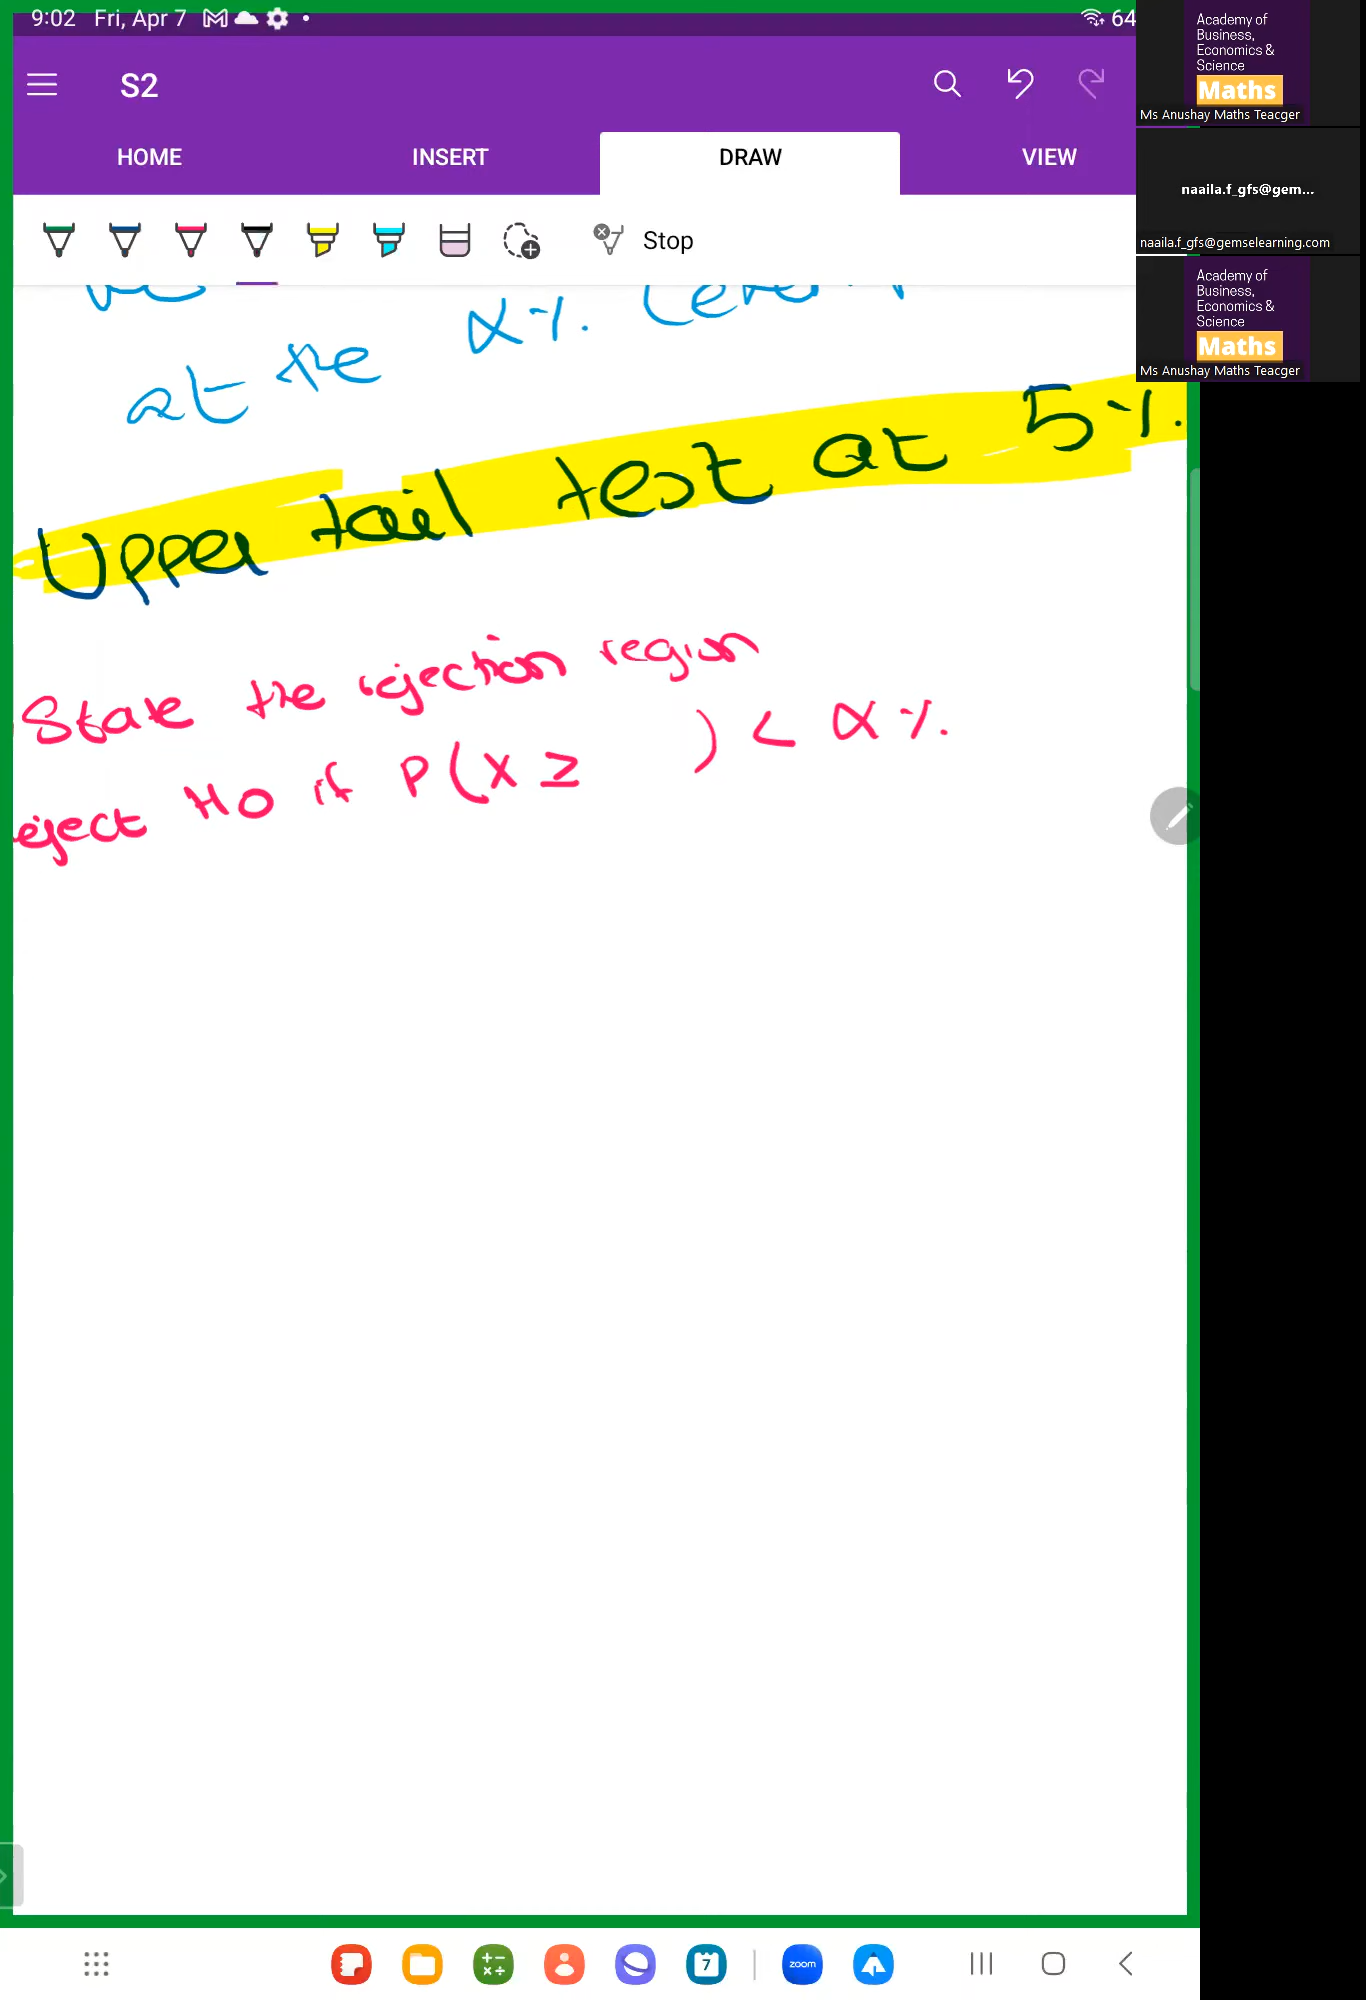 9:02 Fri, Apr 7
64
S2
HOME INSERT DRAW VIEW
Stop
at the α%.
Upper tail test at 5%.
State the rejection region
eject H0 if P(X ≥ ) < α%.
Academy of
Business,
Economics &
Science
Maths
Ms Anushay Maths Teacger
naaila.f_gfs@gem...
naaila.f_gfs@gemselearning.com
Academy of
Business,
Economics &
Science
Maths
Ms Anushay Maths Teacger
7
zoom